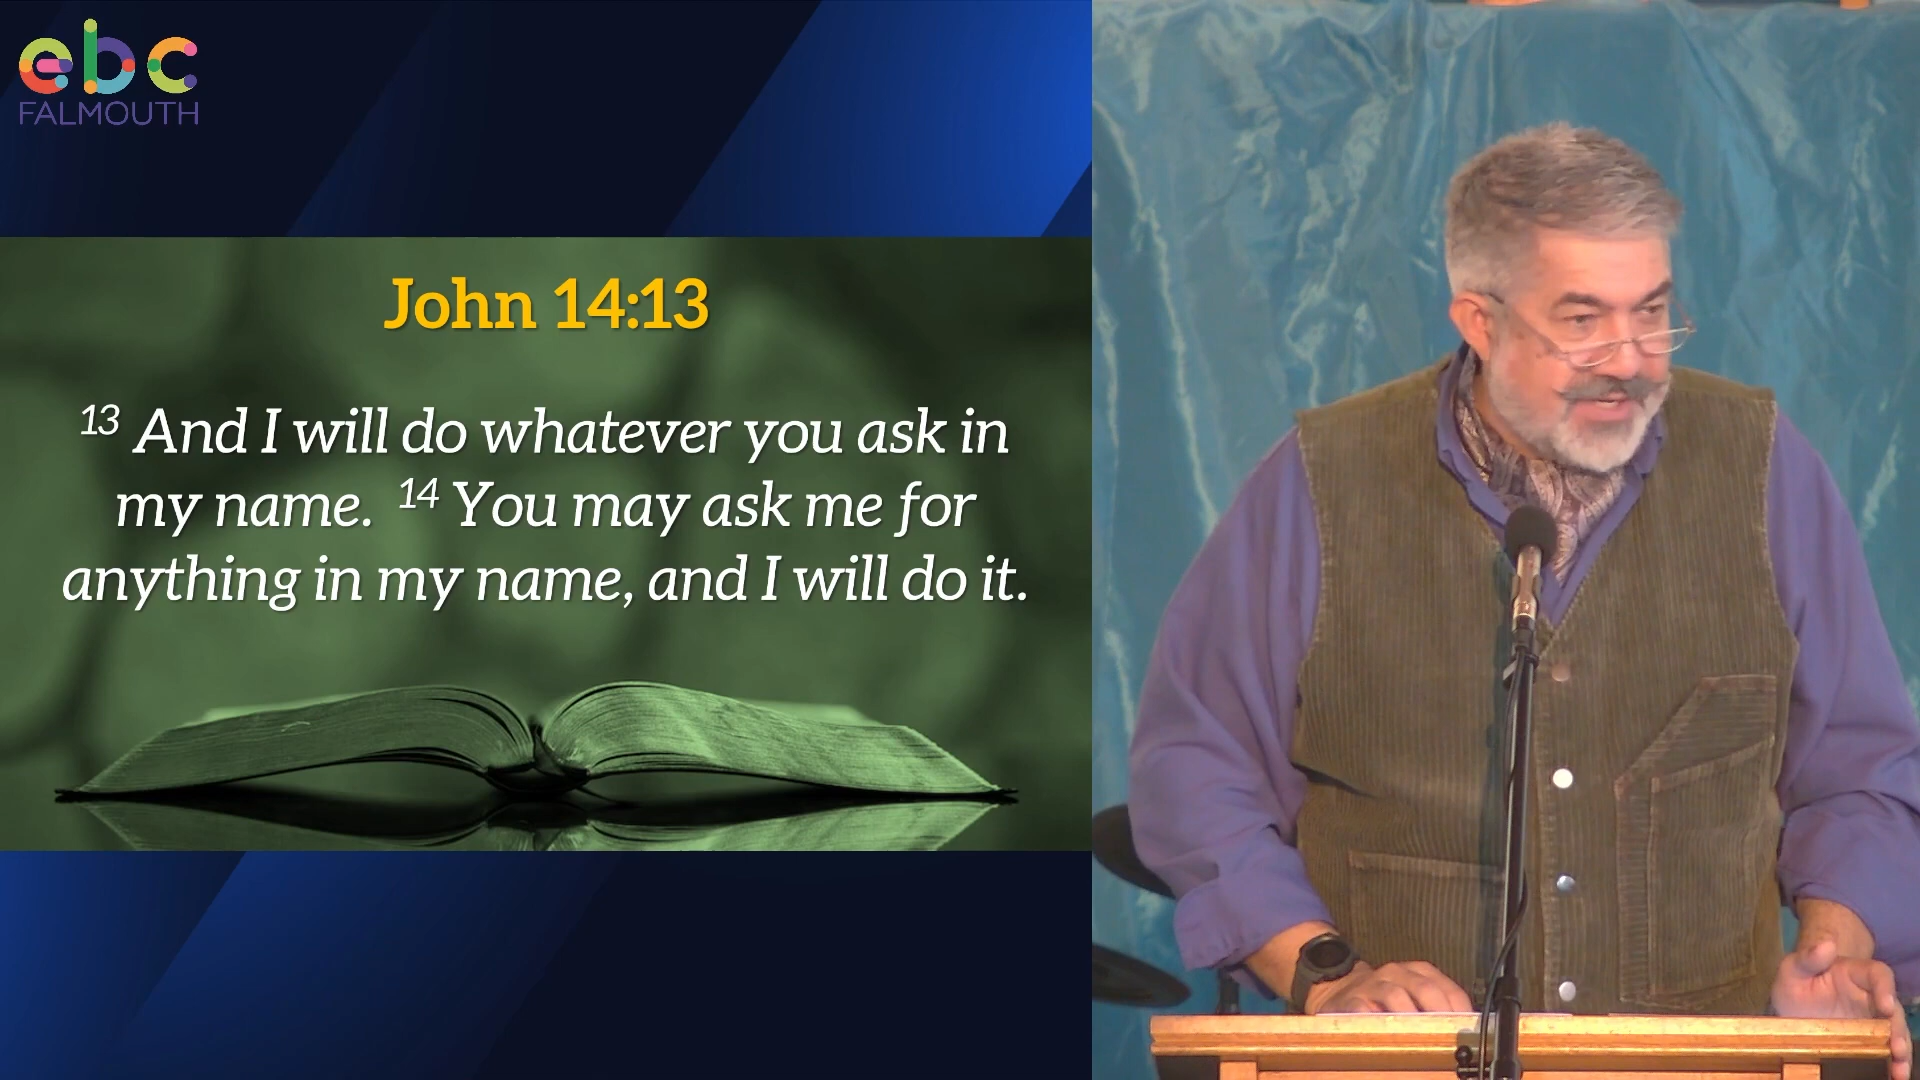 ebc
FALMOUTH
John 14:13
13 And I will do whatever you ask in
my name. 14 You may ask me for
anything in my name, and I will do it.